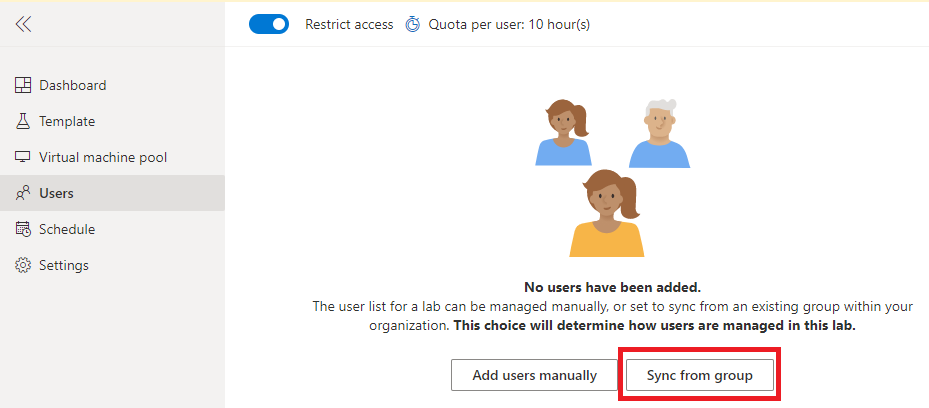 Restrict access Quota per user: 10 hour(s)
Dashboard
Template
Virtual machine pool
Users
Schedule
Settings
No users have been added.
The user list for a lab can be managed manually, or set to sync from an existing group within your
organization. This choice will determine how users are managed in this lab.
Add users manually Sync from group